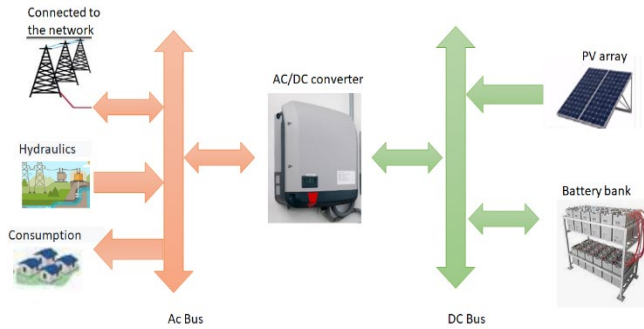 Connected to
the network
AC/DC converter
PV array
Hydraulics
Battery bank
Consumption
Ac Bus
DC Bus